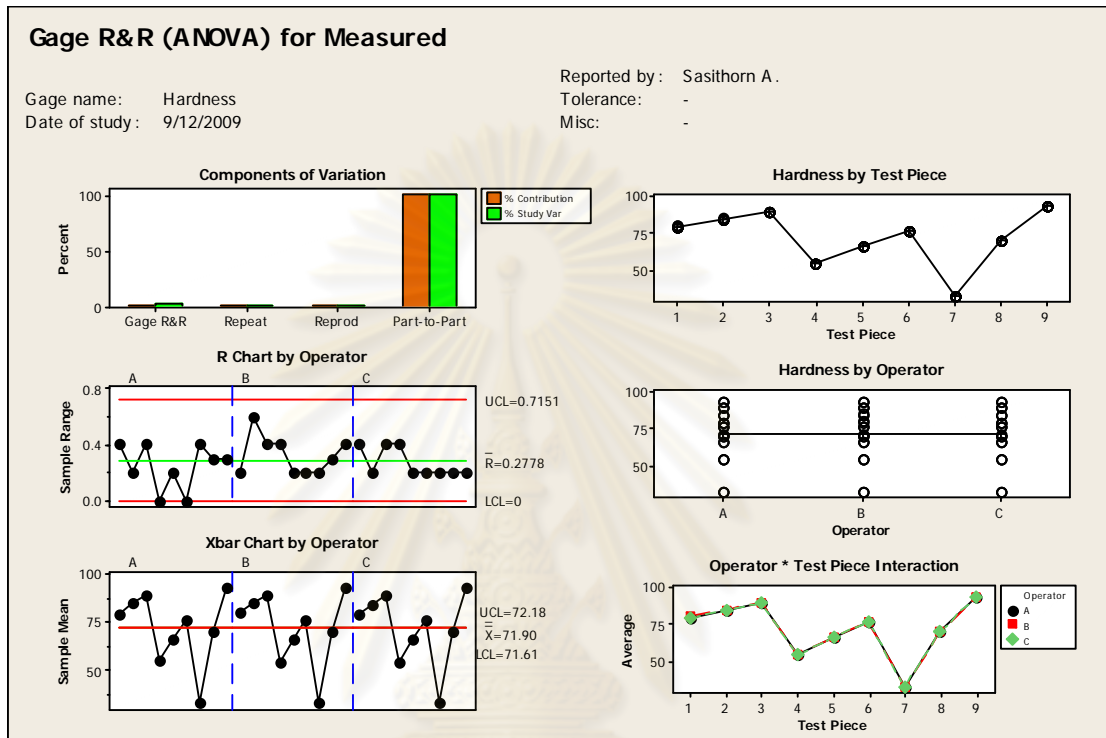 Gage R&R (ANOVA) for Measured
Gage name: Hardness
Date of study: 9/12/2009
Reported by: Sasithorn A.
Tolerance: -
Misc: -
Components of Variation
Percent
100
50
0
Gage R&R Repeat Reprod Part-to-Part
% Contribution
% Study Var
R Chart by Operator
A B C
Sample Range
0.8
0.4
0.0
UCL=0.7151
R=0.2778
LCL=0
Xbar Chart by Operator
A B C
Sample Mean
100
75
50
UCL=72.18
X=71.90
LCL=71.61
Hardness by Test Piece
100
75
50
1 2 3 4 5 6 7 8 9
Test Piece
Hardness by Operator
100
75
50
A B C
Operator
Operator * Test Piece Interaction
Average
100
75
50
1 2 3 4 5 6 7 8 9
Test Piece
Operator
A
B
C